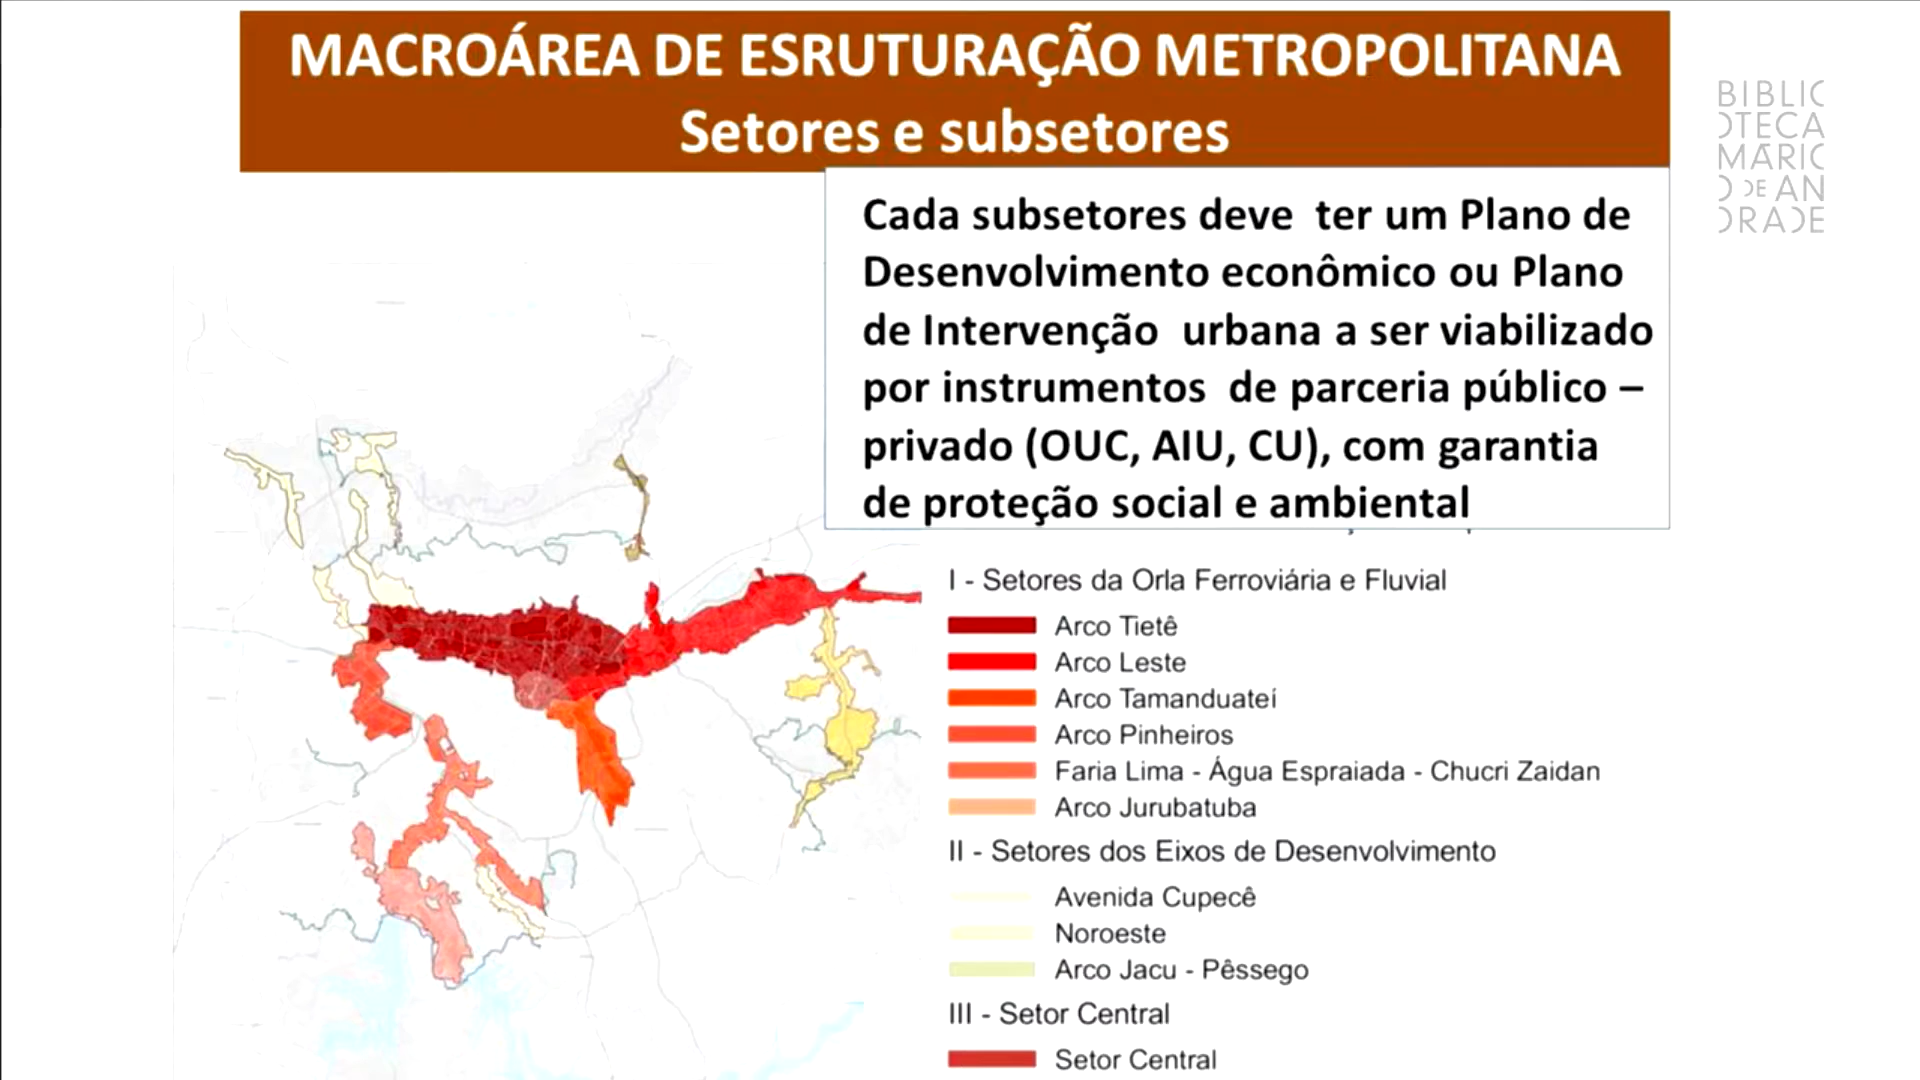 MACROÁREA DE ESRUTURAÇÃO METROPOLITANA
Setores e subsetores
BIBLIC
OTECA
MÁRIC
O DE AN
DRADE
Cada subsetores deve ter um Plano de
Desenvolvimento econômico ou Plano
de Intervenção urbana a ser viabilizado
por instrumentos de parceria público –
privado (OUC, AIU, CU), com garantia
de proteção social e ambiental
I - Setores da Orla Ferroviária e Fluvial
Arco Tietê
Arco Leste
Arco Tamanduateí
Arco Pinheiros
Faria Lima - Água Espraiada - Chucri Zaidan
Arco Jurubatuba
II - Setores dos Eixos de Desenvolvimento
Avenida Cupecê
Noroeste
Arco Jacu - Pêssego
III - Setor Central
Setor Central